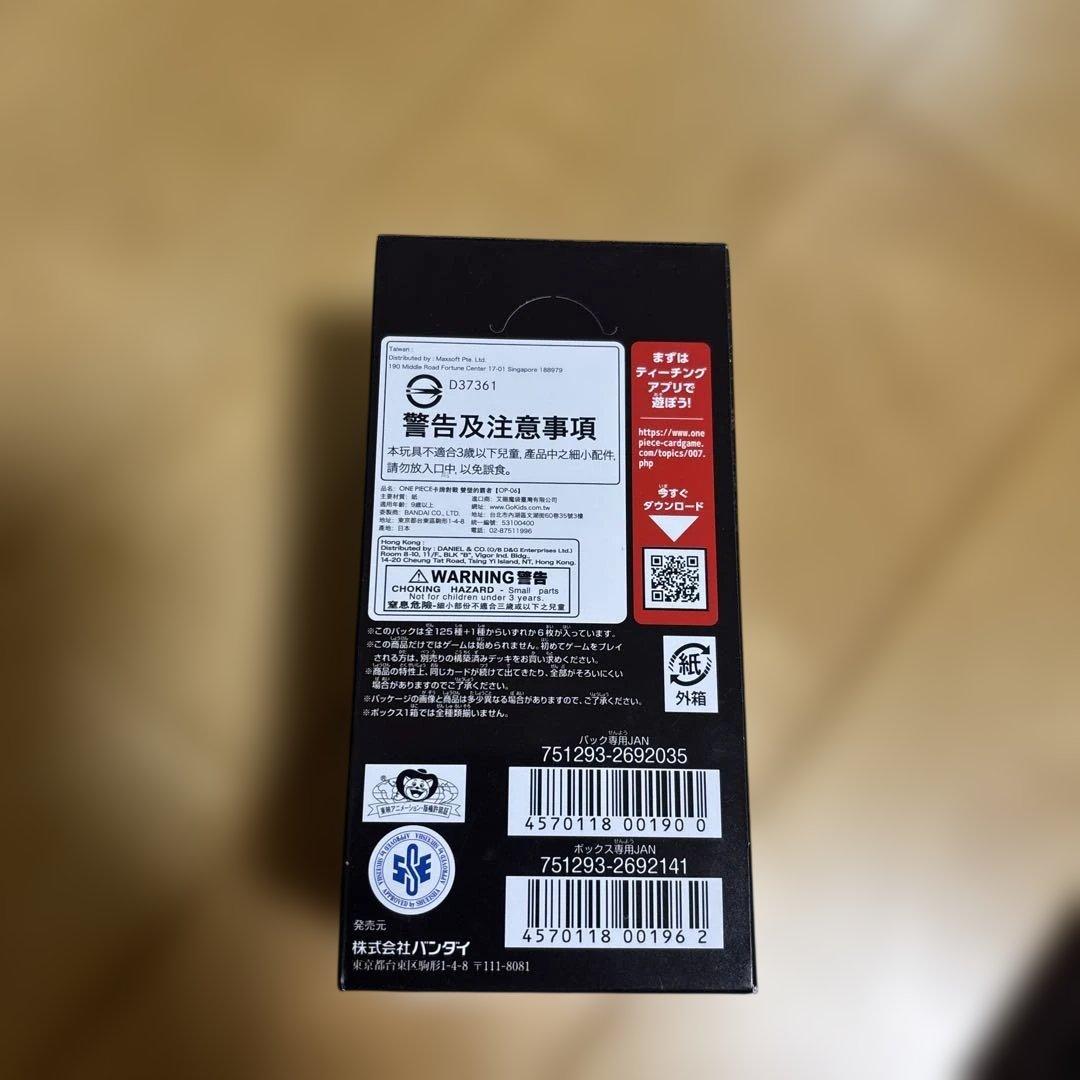 Taiwan :
Distributed by : Maxsoft Pte. Ltd.
190 Middle Road Fortune Center 17-01 Singapore 188979
D37361
警告及注意事項
本玩具不適合3歲以下兒童, 產品中之細小配件,
請勿放入口中, 以免誤食。
品名: ONE PIECE卡牌對戰 雙璧的霸者【OP-06】
主要材質: 紙
適用年齡: 9歲以上
委製商: BANDAI CO., LTD.
地址: 東京都台東區駒形1-4-8
產地: 日本
進口商: 艾賜魔袋臺灣有限公司
網址: www.GoKids.com.tw
地址: 台北市內湖區文湖街60巷35號3樓
統一編號: 53100400
電話: 02-87511996
Hong Kong :
Distributed by : DANIEL & CO. (O/B D&G Enterprises Ltd.)
Room 8-10, 11/F., BLK "B", Vigor Ind. Bldg.,
14-20 Cheung Tat Road, Tsing Yi Island, NT, Hong Kong.
WARNING 警告
CHOKING HAZARD - Small parts
Not for children under 3 years.
窒息危險-細小部份不適合三歲或以下之兒童
まずは
ティーチング
アプリで
遊ぼう!
https://www.one
piece-cardgame.
com/topics/007.
php
今すぐ
ダウンロード
※このパックは全125種+1種からいずれか6枚が入っています。
※この商品だけではゲームは始められません。初めてゲームをプレイ
される方は、別売りの構築済みデッキをお買い求めください。
※商品の特性上、同じカードが続けて出てきたり、全部がそろいにくい
場合がありますのでご了承ください。
※パッケージの画像と商品は多少異なる場合がありますので、ご了承ください。
※ボックス1箱では全種類揃いません。
紙
外箱
パック専用JAN
751293-2692035
4570118 00190 0
ボックス専用JAN
751293-2692141
4570118 00196 2
東映アニメーション・版権許諾証
APPROVED by SHUEISHA
発売元
株式会社バンダイ
東京都台東区駒形1-4-8 〒111-8081